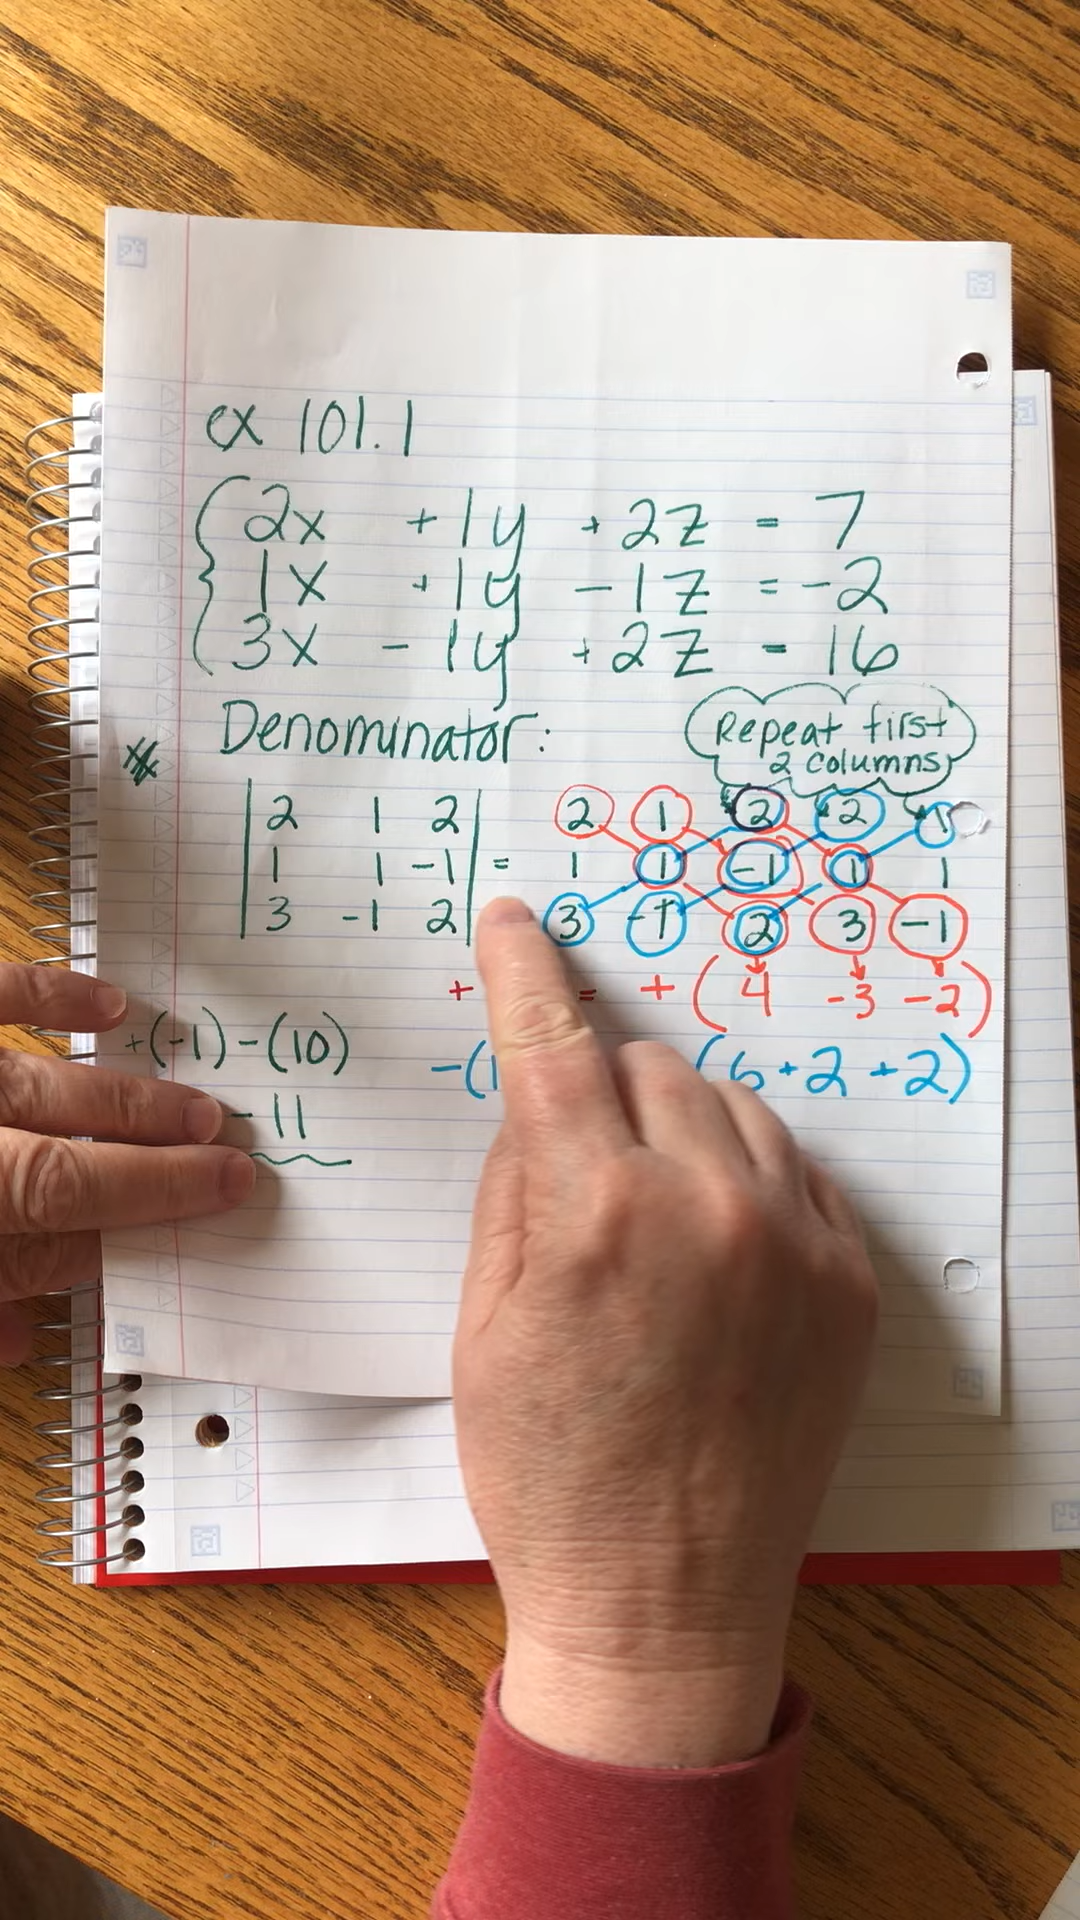 ex 101.1
2x + 1y + 2z = 7
1x + 1y - 1z = -2
3x - 1y + 2z = 16
Denominator:
Repeat first
2 columns
2 1 2 2 1 2 2 1
1 1 -1 = 1 1 -1 1 1
3 -1 2 3 -1 2 3 -1
+ = + (4 -3 -2)
+(-1) - (10)
-(1 (6 + 2 + 2)
-11